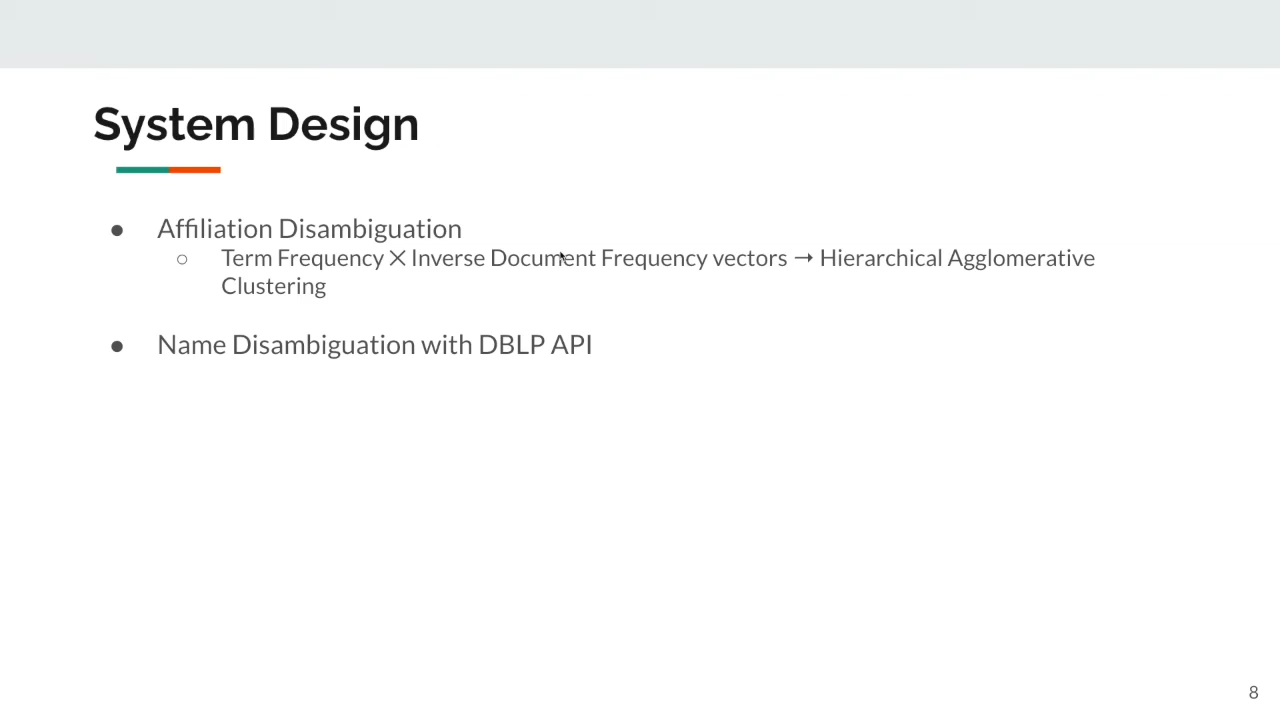 System Design
● Affiliation Disambiguation
○ Term Frequency ✕ Inverse Document Frequency vectors → Hierarchical Agglomerative
Clustering
● Name Disambiguation with DBLP API
8